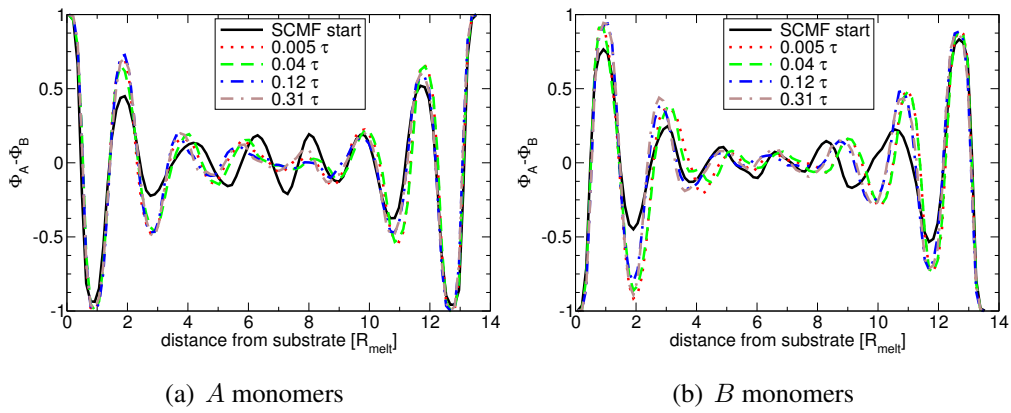 SCMF start
0.005 τ
0.04 τ
0.12 τ
0.31 τ
Φ_A-Φ_B
1
0.5
0
-0.5
-1
0 2 4 6 8 10 12 14
distance from substrate [R_melt]
(a) A monomers
SCMF start
0.005 τ
0.04 τ
0.12 τ
0.31 τ
Φ_A-Φ_B
1
0.5
0
-0.5
-1
0 2 4 6 8 10 12 14
distance from substrate [R_melt]
(b) B monomers